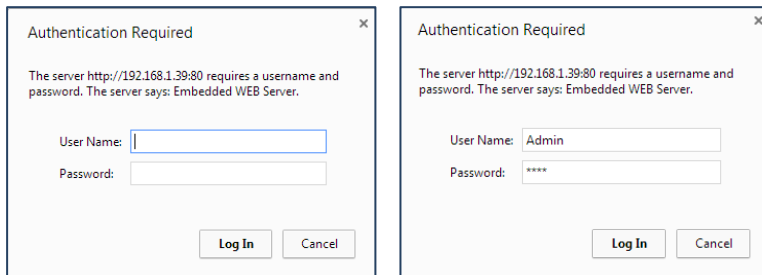 ×
Authentication Required
The server http://192.168.1.39:80 requires a username and
password. The server says: Embedded WEB Server.
User Name:
Password:
Log In Cancel
×
Authentication Required
The server http://192.168.1.39:80 requires a username and
password. The server says: Embedded WEB Server.
User Name: Admin
Password: ****
Log In Cancel